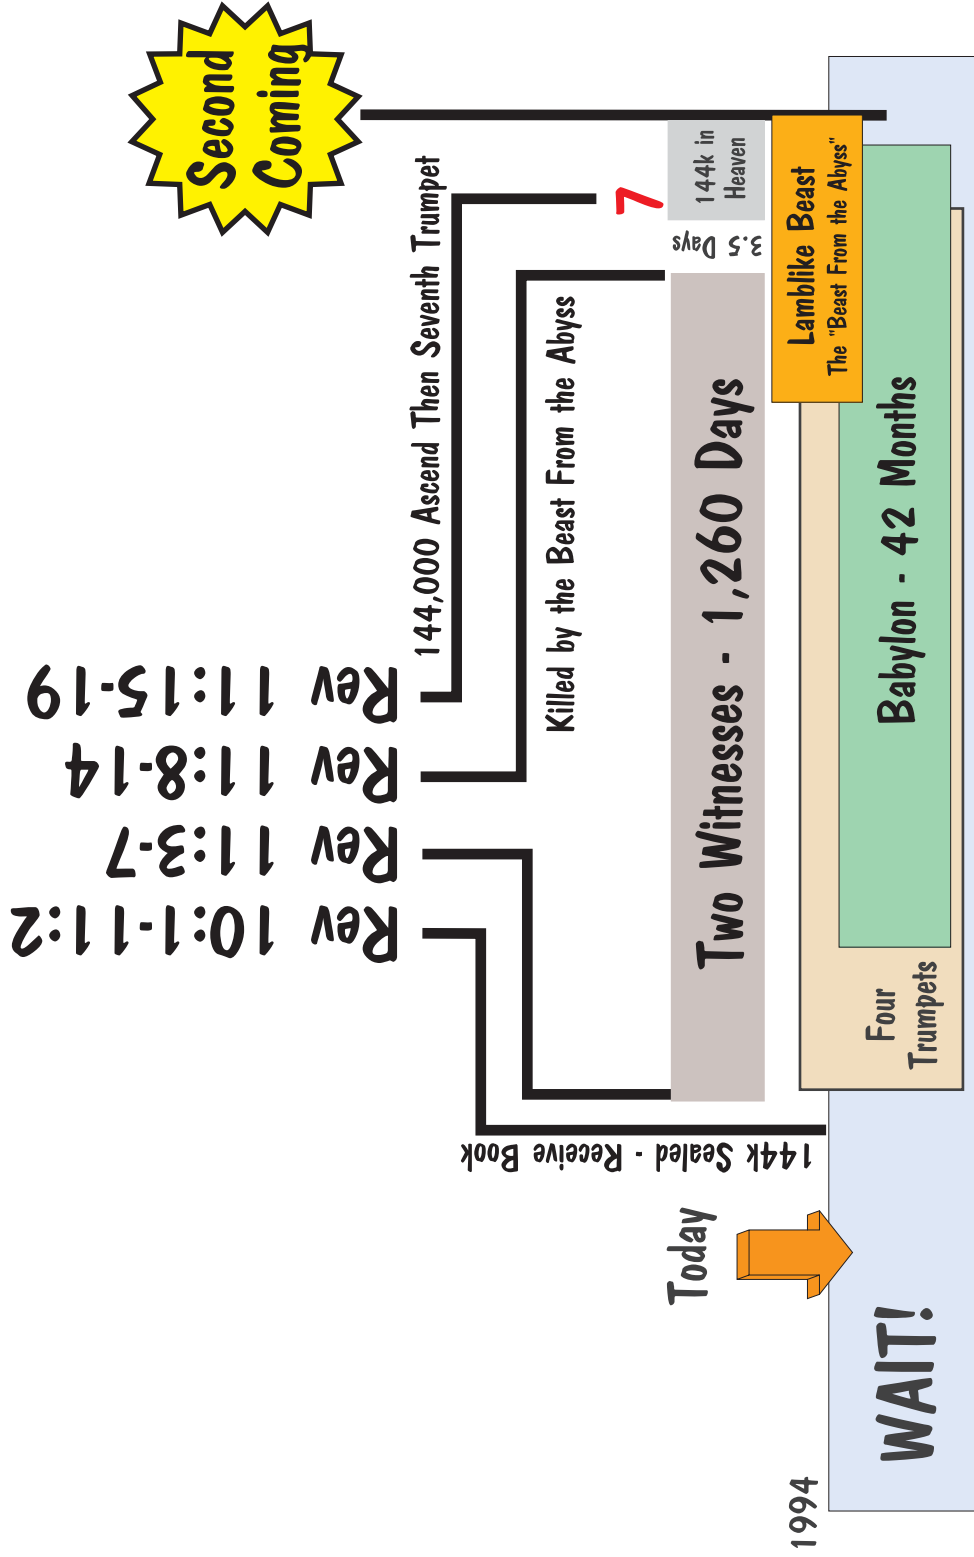 Second
Coming
Rev 10:1-11:2
Rev 11:3-7
Rev 11:8-14
Rev 11:15-19
144,000 Ascend Then Seventh Trumpet
Killed by the Beast From the Abyss
144k Sealed - Receive Book
7
Today
Two Witnesses - 1,260 Days
3.5 Days
144k in
Heaven
1994
Lamblike Beast
The "Beast From the Abyss"
WAIT!
Four
Trumpets
Babylon - 42 Months